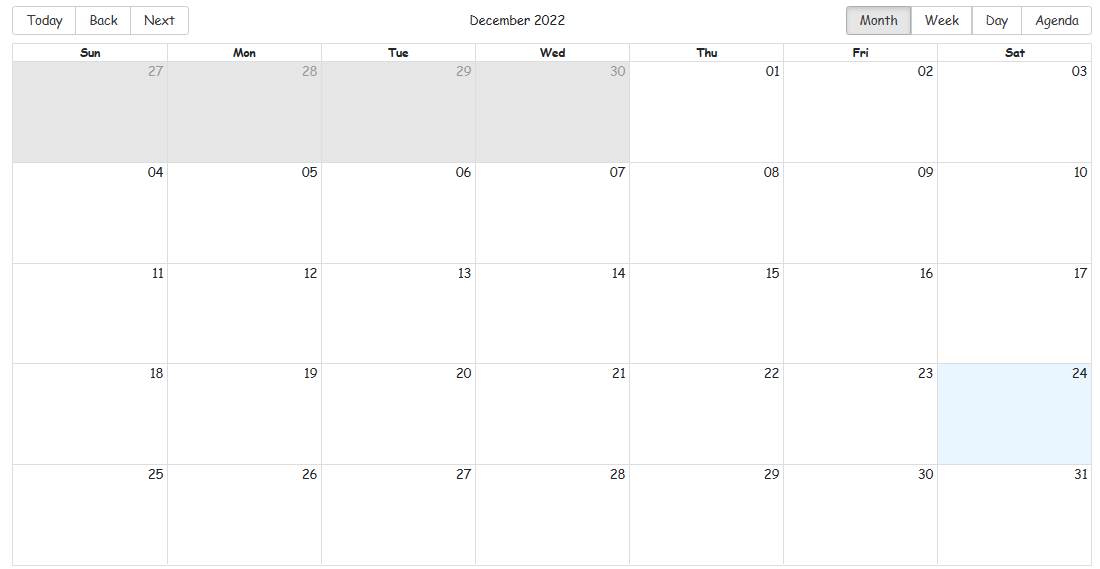 Today Back Next December 2022 Month Week Day Agenda
Sun Mon Tue Wed Thu Fri Sat
27 28 29 30 01 02 03
04 05 06 07 08 09 10
11 12 13 14 15 16 17
18 19 20 21 22 23 24
25 26 27 28 29 30 31